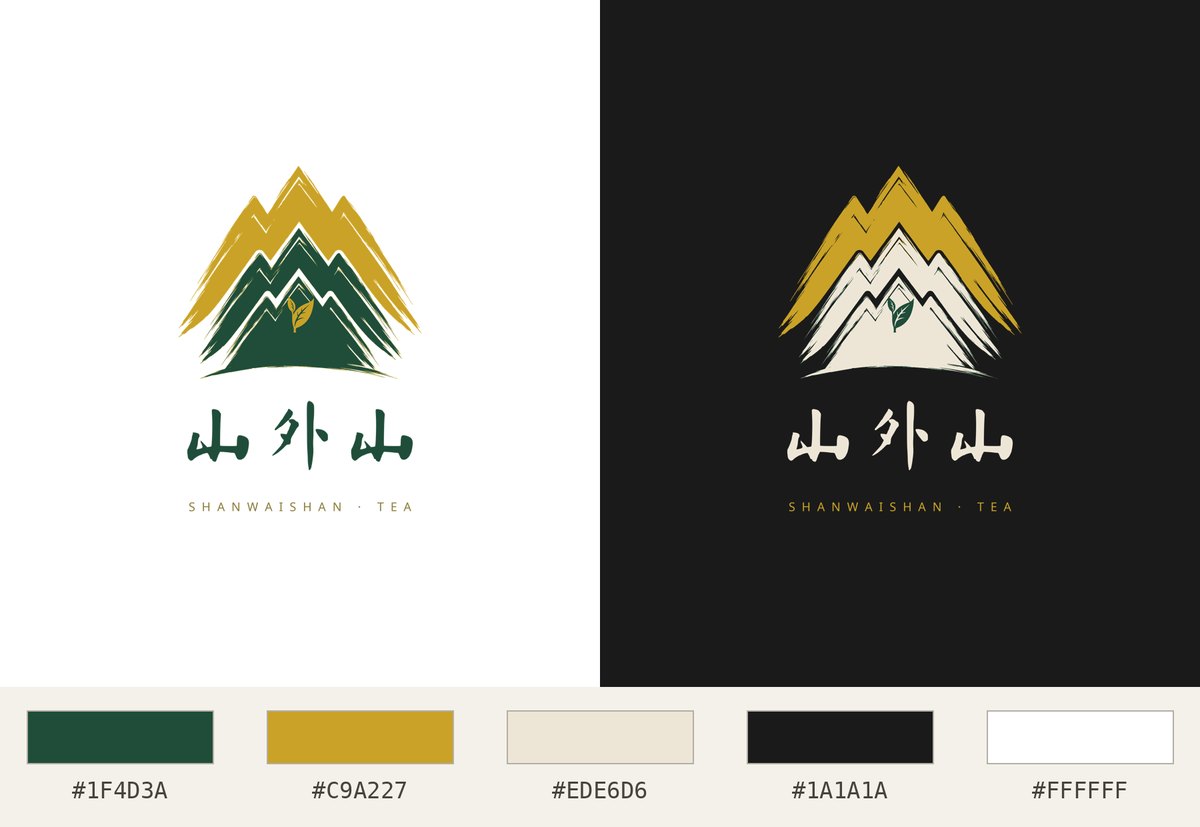 山外山
SHANWAISHAN · TEA
山外山
SHANWAISHAN · TEA
#1F4D3A
#C9A227
#EDE6D6
#1A1A1A
#FFFFFF